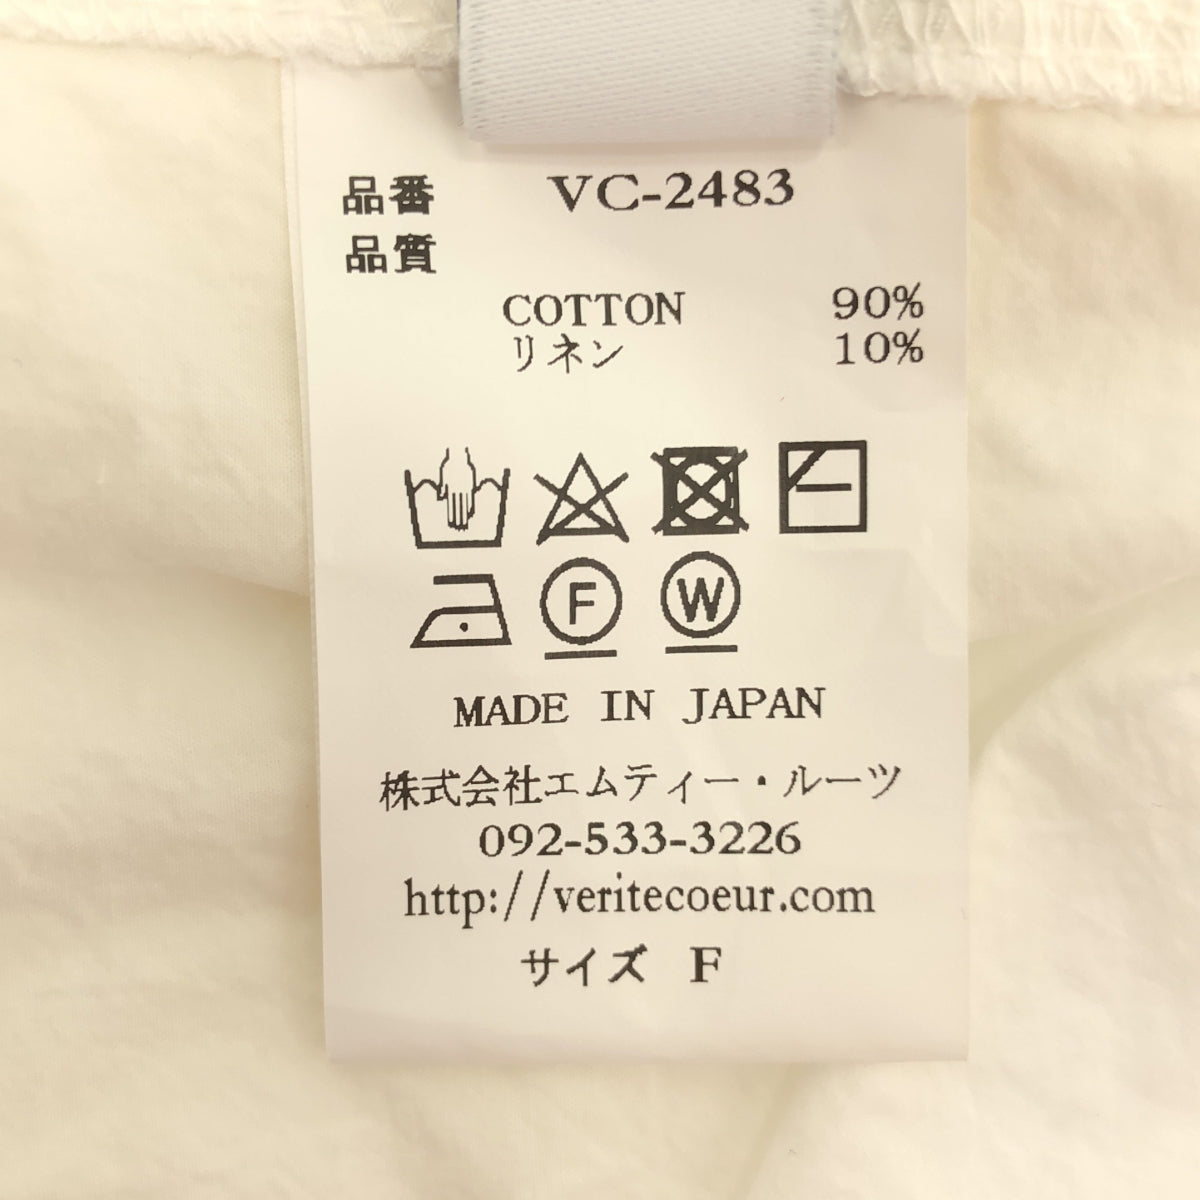 品番 VC-2483
品質
COTTON 90%
リネン 10%
F W
MADE IN JAPAN
株式会社エムティー・ルーツ
092-533-3226
http://veritecoeur.com
サイズ F